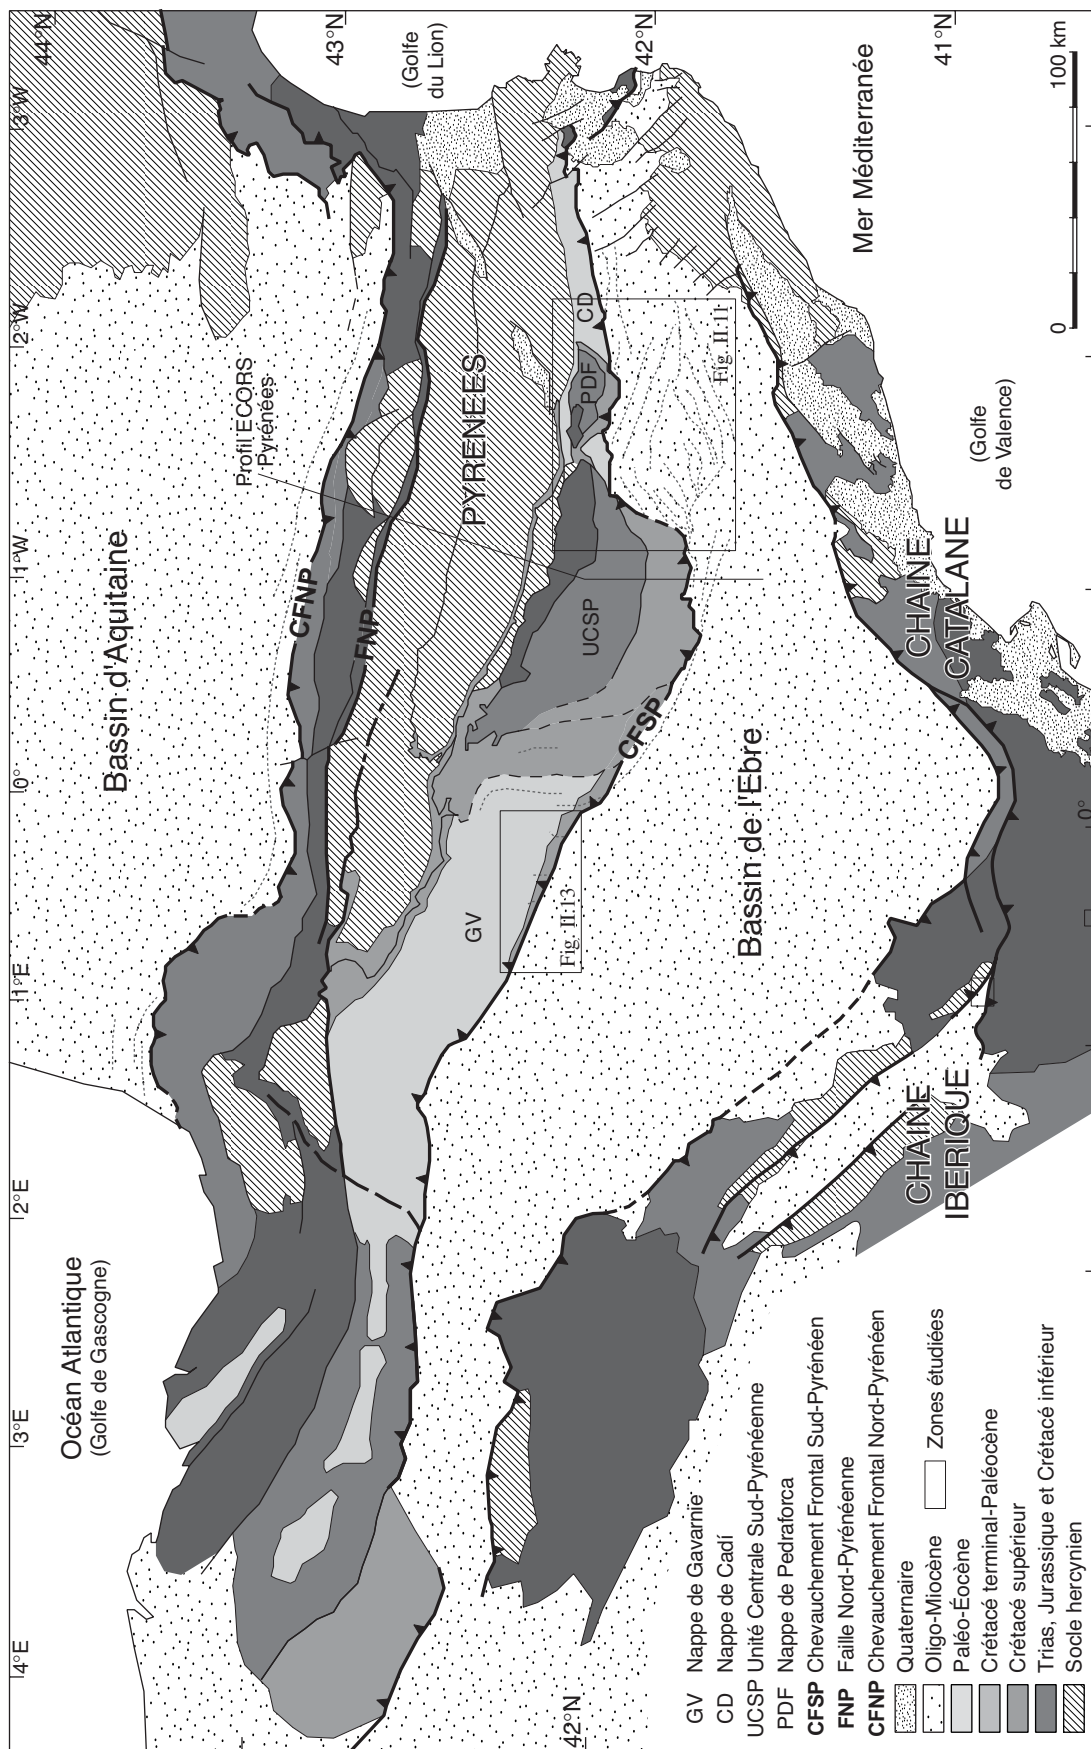 44°N
43°N
42°N
41°N
3°W
2°W
1°W
0°
1°E
2°E
3°E
4°E
42°N
0°
Océan Atlantique
(Golfe de Gascogne)
Bassin d'Aquitaine
Profil ECORS
Pyrénées
(Golfe
du Lion)
CFNP
FNP
PYRENEES
GV
UCSP
PDF
CD
CFSP
Fig. II.13
Fig. II.11
Bassin de l'Ebre
Mer Méditerranée
CHAINE
IBERIQUE
CHAINE
CATALANE
(Golfe
de Valence)
0 100 km
GV Nappe de Gavarnie
CD Nappe de Cadí
UCSP Unité Centrale Sud-Pyrénéenne
PDF Nappe de Pedraforca
CFSP Chevauchement Frontal Sud-Pyrénéen
FNP Faille Nord-Pyrénéenne
CFNP Chevauchement Frontal Nord-Pyrénéen
Quaternaire
Oligo-Miocène
Zones étudiées
Paléo-Éocène
Crétacé terminal-Paléocène
Crétacé supérieur
Trias, Jurassique et Crétacé inférieur
Socle hercynien